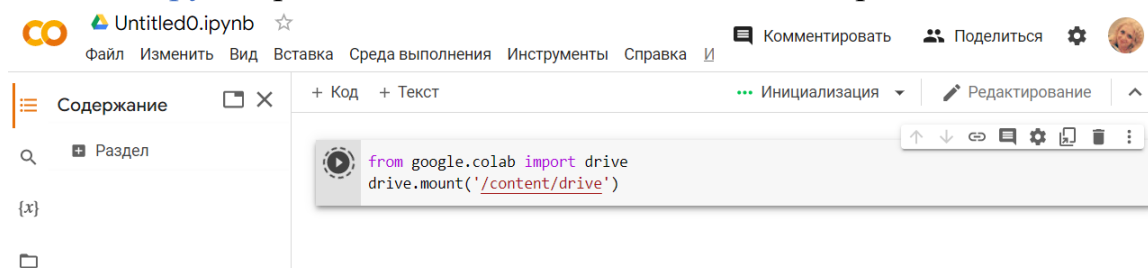 Untitled0.ipynb
Комментировать Поделиться
Файл Изменить Вид Вставка Среда выполнения Инструменты Справка И
Содержание
+ Код + Текст
Инициализация Редактирование
Раздел
from google.colab import drive
drive.mount('/content/drive')
{x}